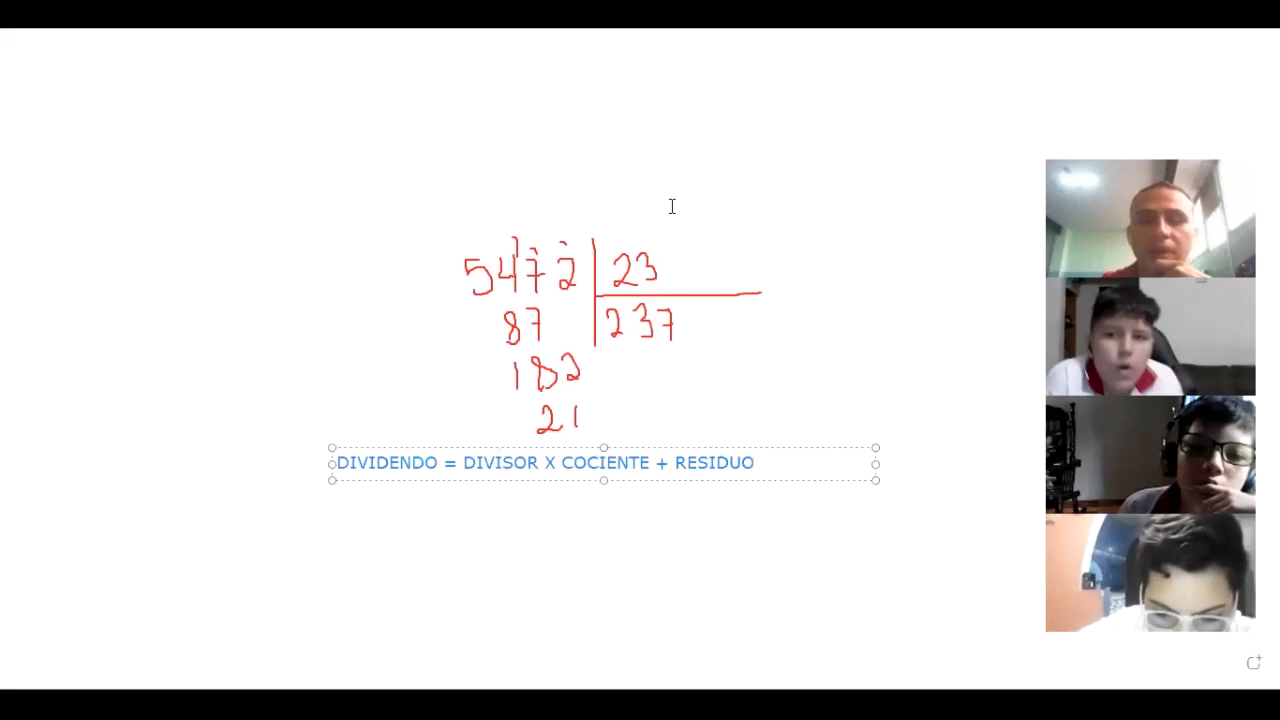 5472 23
87 237
182
21
DIVIDENDO = DIVISOR X COCIENTE + RESIDUO